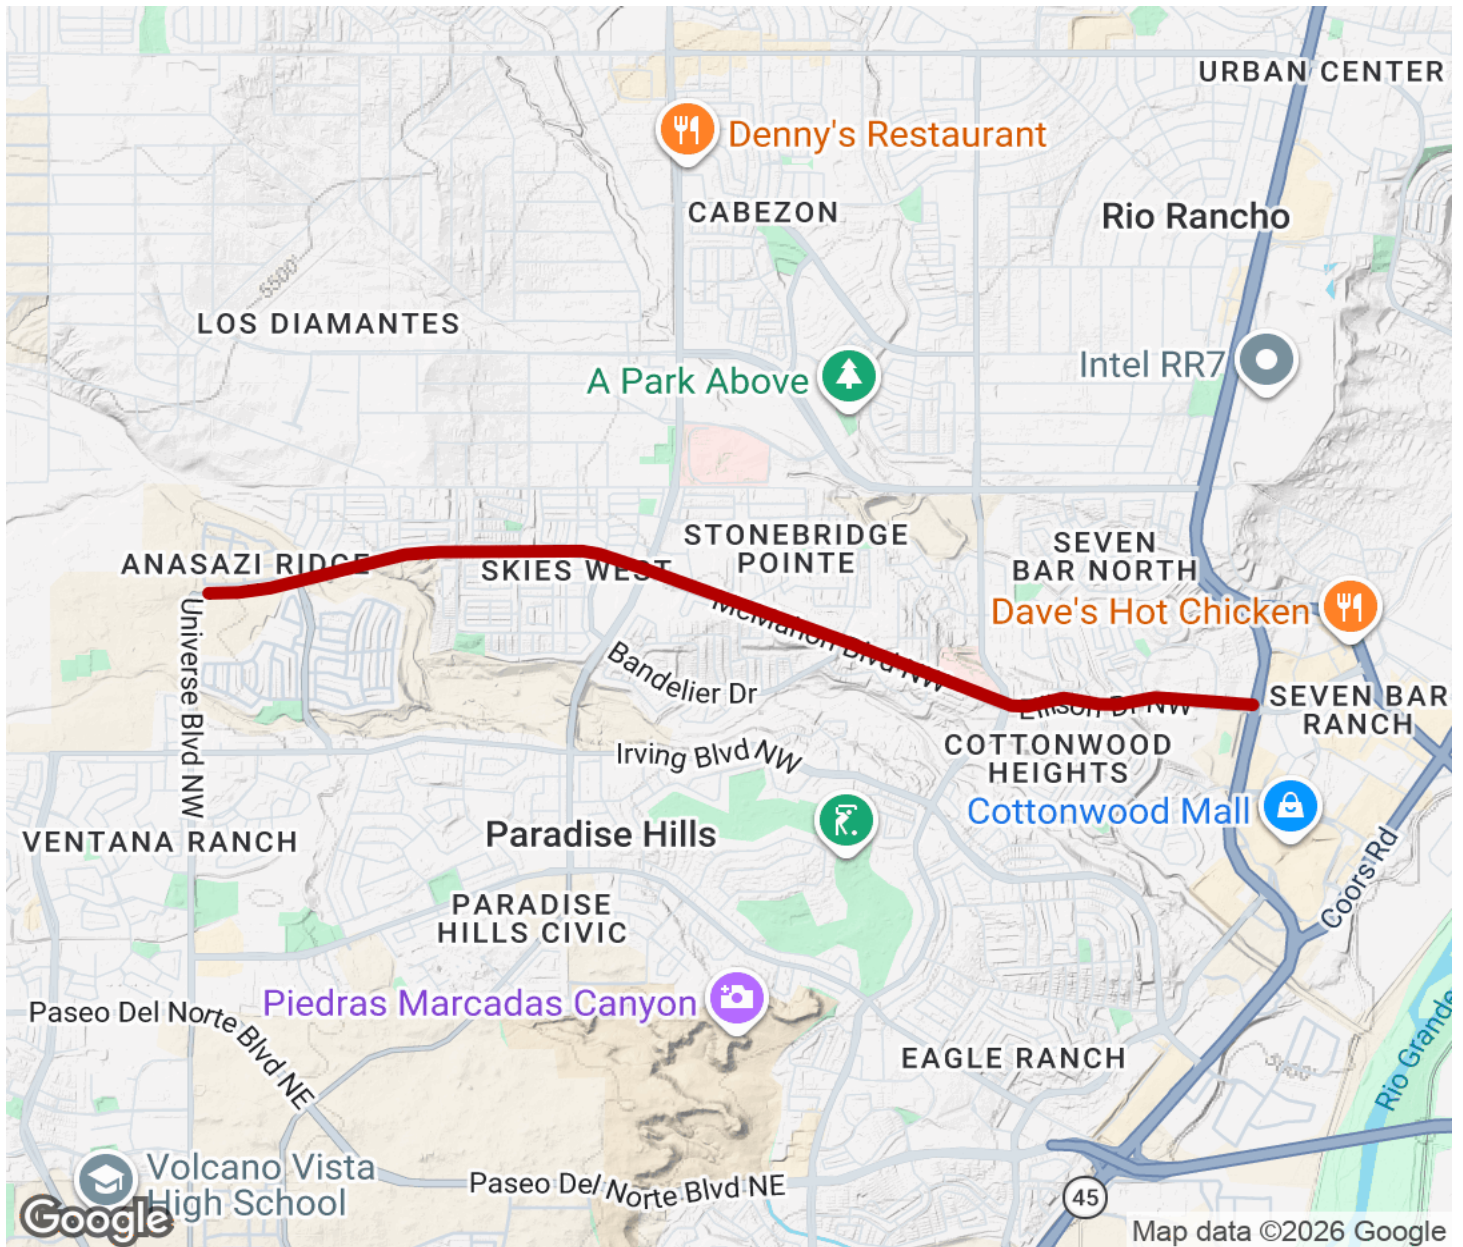 URBAN CENTER
Denny's Restaurant
CABEZON
Rio Rancho
5500'
LOS DIAMANTES
Intel RR7
A Park Above
STONEBRIDGE
POINTE
SEVEN
BAR NORTH
ANASAZI RIDGE
SKIES WEST
Dave's Hot Chicken
McMahon Blvd NW
Universe Blvd NW
Bandelier Dr
Ellison Dr NW
SEVEN BAR
RANCH
Irving Blvd NW
COTTONWOOD
HEIGHTS
Cottonwood Mall
VENTANA RANCH
Paradise Hills
Coors Rd
PARADISE
HILLS CIVIC
Piedras Marcadas Canyon
Paseo Del Norte Blvd NE
EAGLE RANCH
Rio Grande
Volcano Vista
High School
Paseo Del Norte Blvd NE
45
Google
Map data ©2026 Google